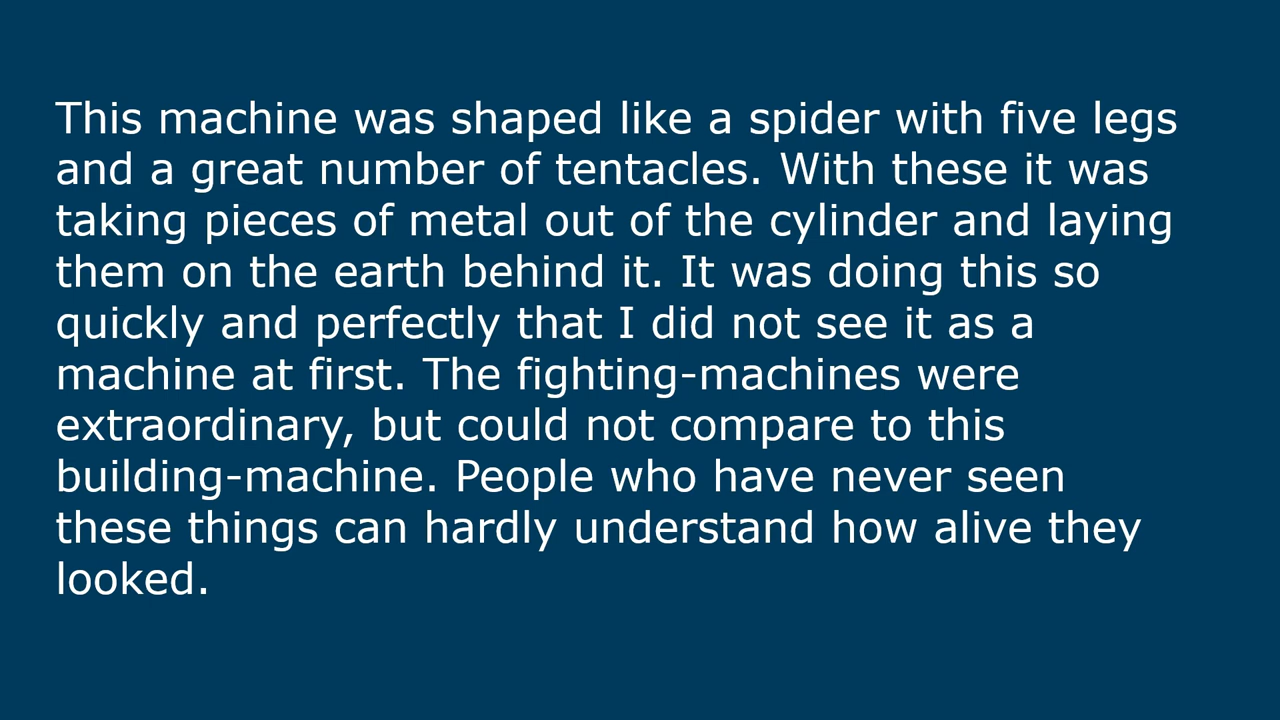 This machine was shaped like a spider with five legs
and a great number of tentacles. With these it was
taking pieces of metal out of the cylinder and laying
them on the earth behind it. It was doing this so
quickly and perfectly that I did not see it as a
machine at first. The fighting-machines were
extraordinary, but could not compare to this
building-machine. People who have never seen
these things can hardly understand how alive they
looked.